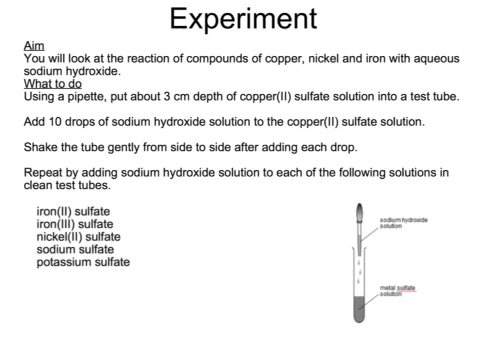 Experiment
Aim
You will look at the reaction of compounds of copper, nickel and iron with aqueous
sodium hydroxide.
What to do
Using a pipette, put about 3 cm depth of copper(II) sulfate solution into a test tube.
Add 10 drops of sodium hydroxide solution to the copper(II) sulfate solution.
Shake the tube gently from side to side after adding each drop.
Repeat by adding sodium hydroxide solution to each of the following solutions in
clean test tubes.
iron(II) sulfate
iron(III) sulfate
nickel(II) sulfate
sodium sulfate
potassium sulfate
sodium hydroxide
solution
metal sulfate
solution